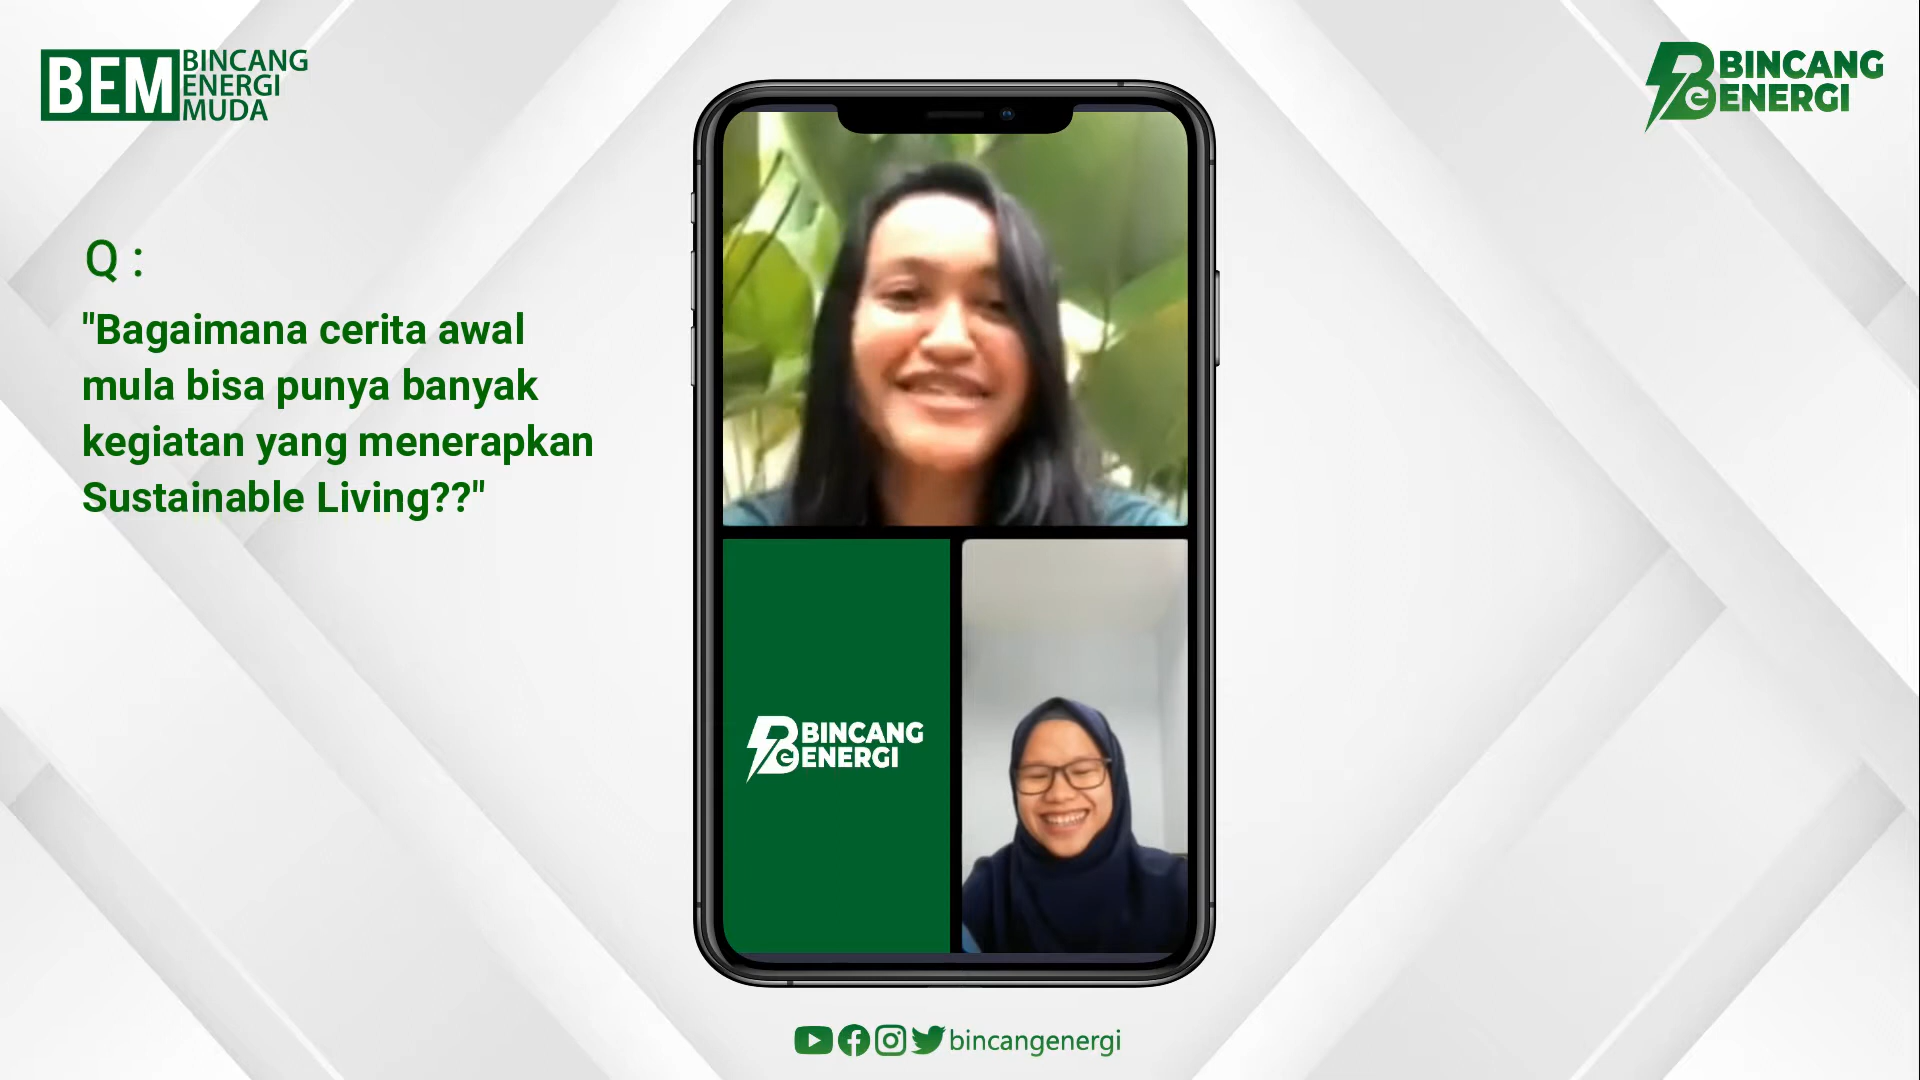 BEM
BINCANG
ENERGI
MUDA
BINCANG
ENERGI
Q :
"Bagaimana cerita awal
mula bisa punya banyak
kegiatan yang menerapkan
Sustainable Living??"
BINCANG
ENERGI
bincangenergi